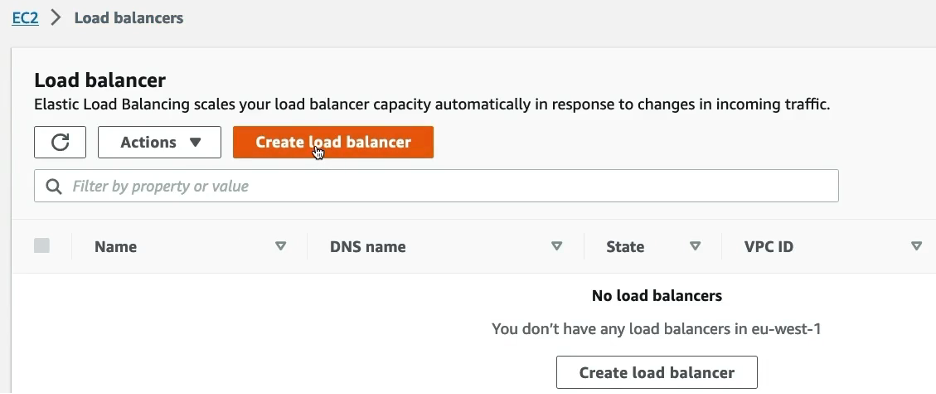 EC2 > Load balancers
Load balancer
Elastic Load Balancing scales your load balancer capacity automatically in response to changes in incoming traffic.
Actions Create load balancer
Filter by property or value
Name DNS name State VPC ID
No load balancers
You don't have any load balancers in eu-west-1
Create load balancer